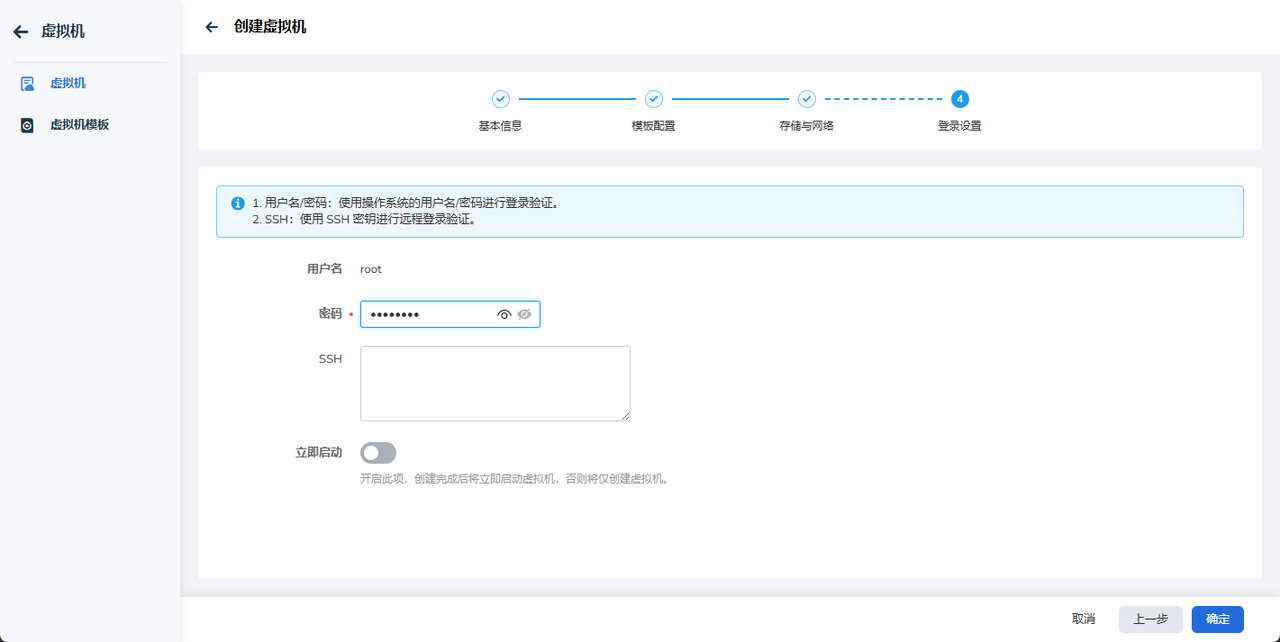 虚拟机
虚拟机
虚拟机模板
创建虚拟机
4
基本信息
模板配置
存储与网络
登录设置
1. 用户名/密码：使用操作系统的用户名/密码进行登录验证。
2. SSH：使用 SSH 密钥进行远程登录验证。
用户名 root
密码 * ••••••••
SSH
立即启动
开启此项，创建完成后将立即启动虚拟机，否则将仅创建虚拟机。
取消 上一步 确定